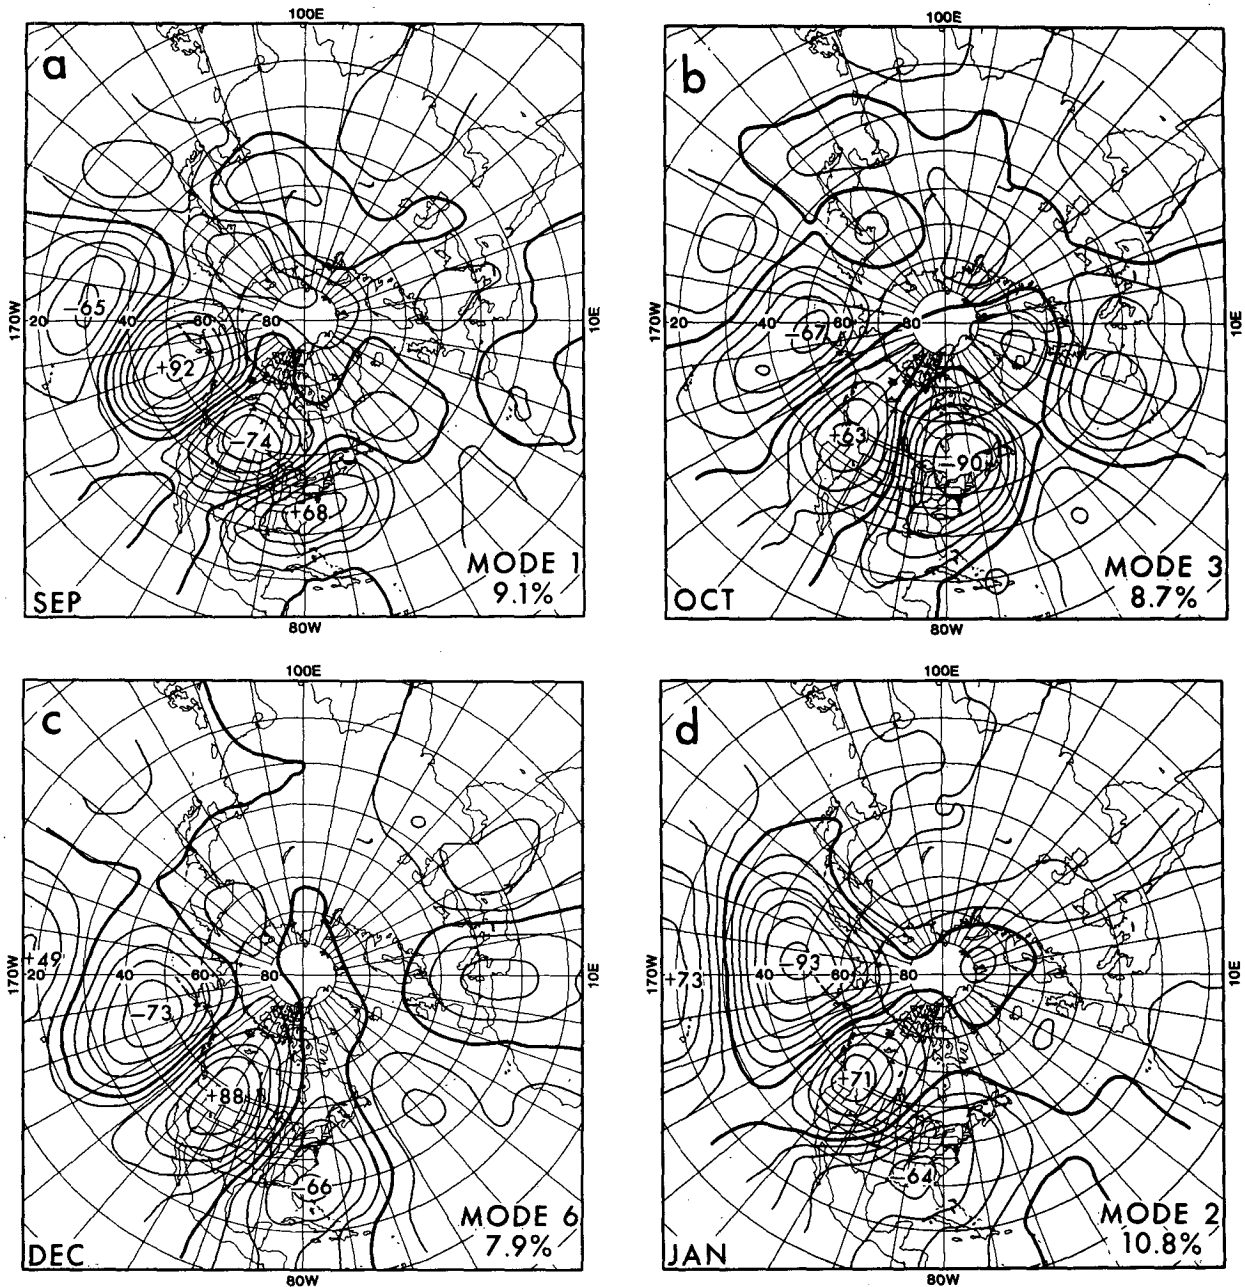 100E
a
-65
170W
20
40
60
80
10E
+92
-74
+68
MODE 1
9.1%
SEP
80W
100E
b
-67
170W
20
40
60
80
10E
+63
-90
MODE 3
8.7%
OCT
80W
100E
c
+49
170W
20
40
60
80
10E
-73
+88
-66
MODE 6
7.9%
DEC
80W
100E
d
-93
170W
+73
40
60
80
10E
+71
-64
MODE 2
10.8%
JAN
80W